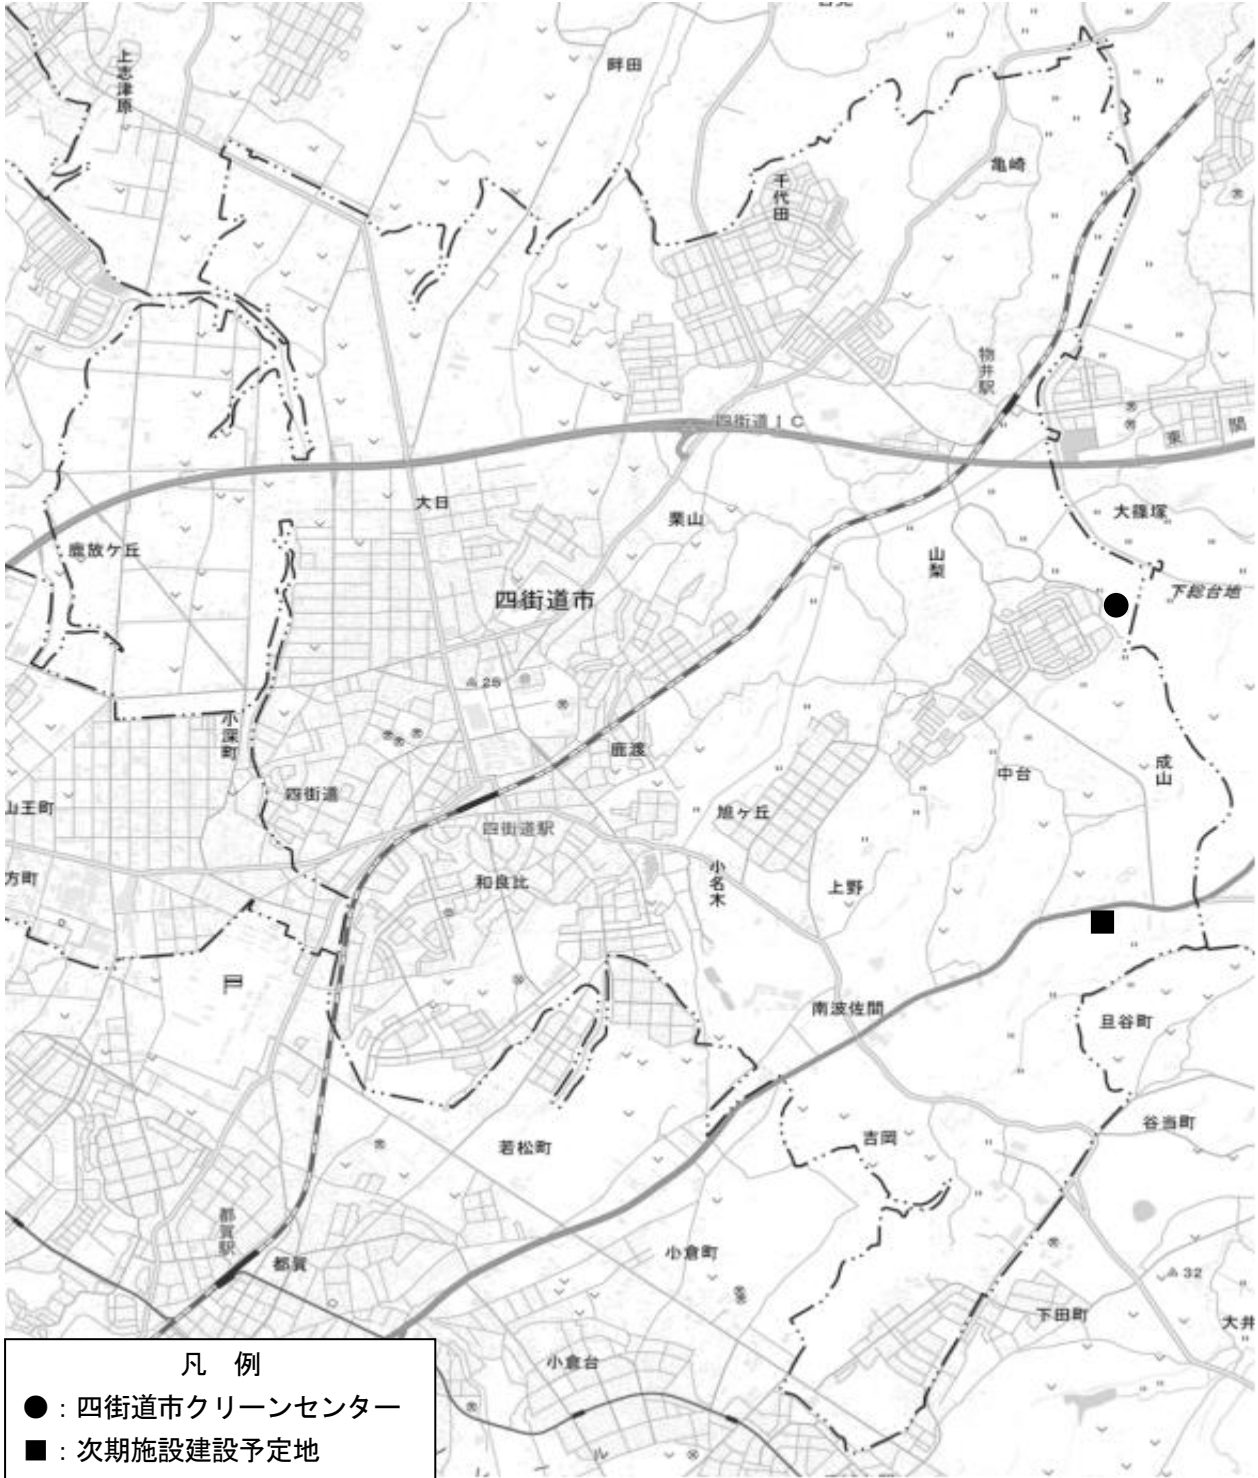 吉見
上志津原
畔田
亀崎
千代田
物井駅
四街道IC
東関
大日
栗山
大篠塚
鹿放ケ丘
山梨
四街道市
下総台地
25
小深町
鹿渡
中台
成山
四街道
山王町
旭ヶ丘
四街道駅
小名木
方町
和良比
上野
南波佐間
旦谷町
若松町
吉岡
谷当町
都賀駅
都賀
小倉町
32
下田町
大井
小倉台
凡 例
●:四街道市クリーンセンター
■:次期施設建設予定地